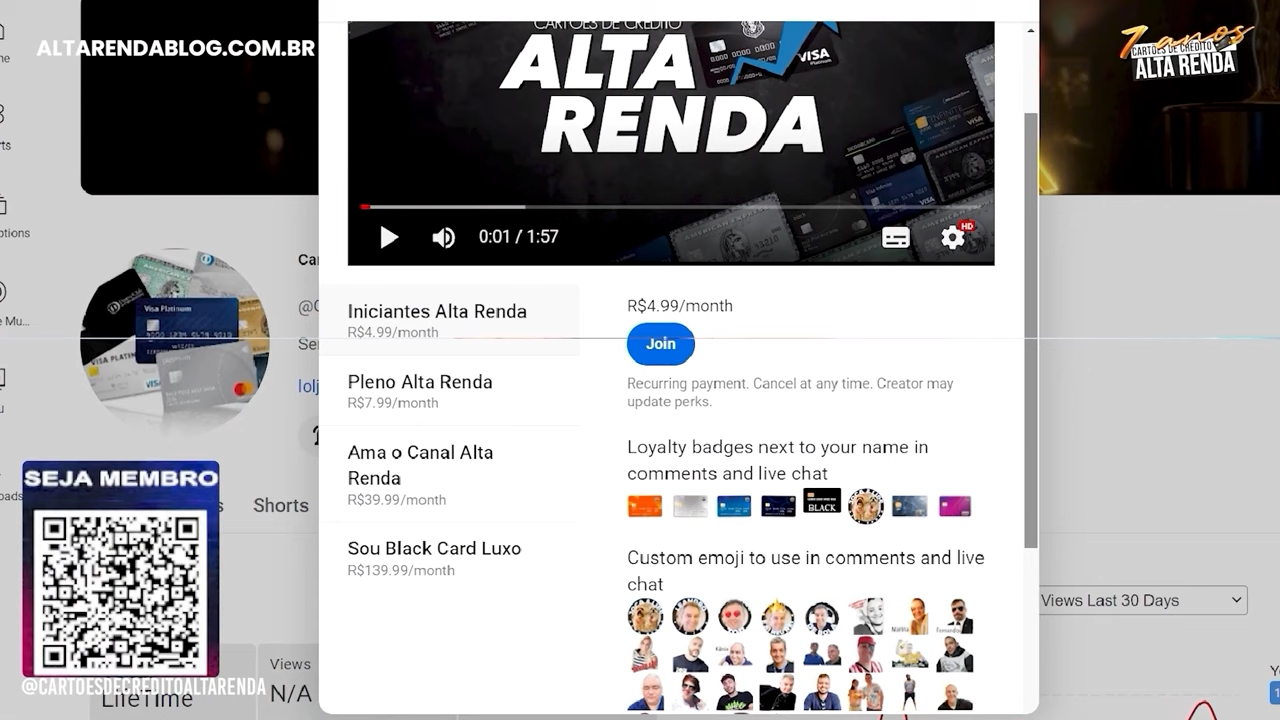 ALTARENDABLOG.COM.BR
7 anos
CARTÕES DE CRÉDITO
ALTA RENDA
CARTÕES DE CRÉDITO
ALTA
RENDA
VISA
0:01 / 1:57
HD
Iniciantes Alta Renda
R$4.99/month
Pleno Alta Renda
R$7.99/month
Ama o Canal Alta
Renda
R$39.99/month
Sou Black Card Luxo
R$139.99/month
R$4.99/month
Join
Recurring payment. Cancel at any time. Creator may
update perks.
Loyalty badges next to your name in
comments and live chat
BLACK
Custom emoji to use in comments and live
chat
Visa Platinum
SEJA MEMBRO
Shorts
@CARTOESDECREDITOALTARENDA
LifeTime
Views
N/A
Views Last 30 Days